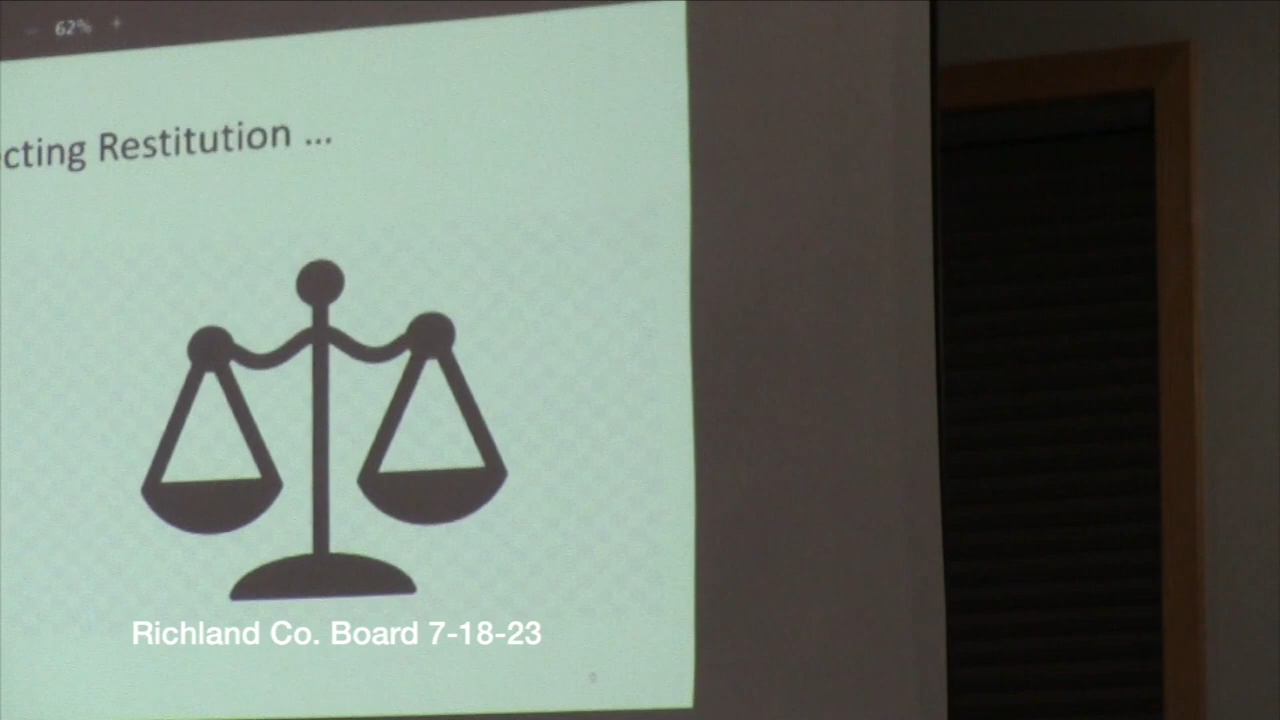 62% +
cting Restitution ...
Richland Co. Board 7-18-23